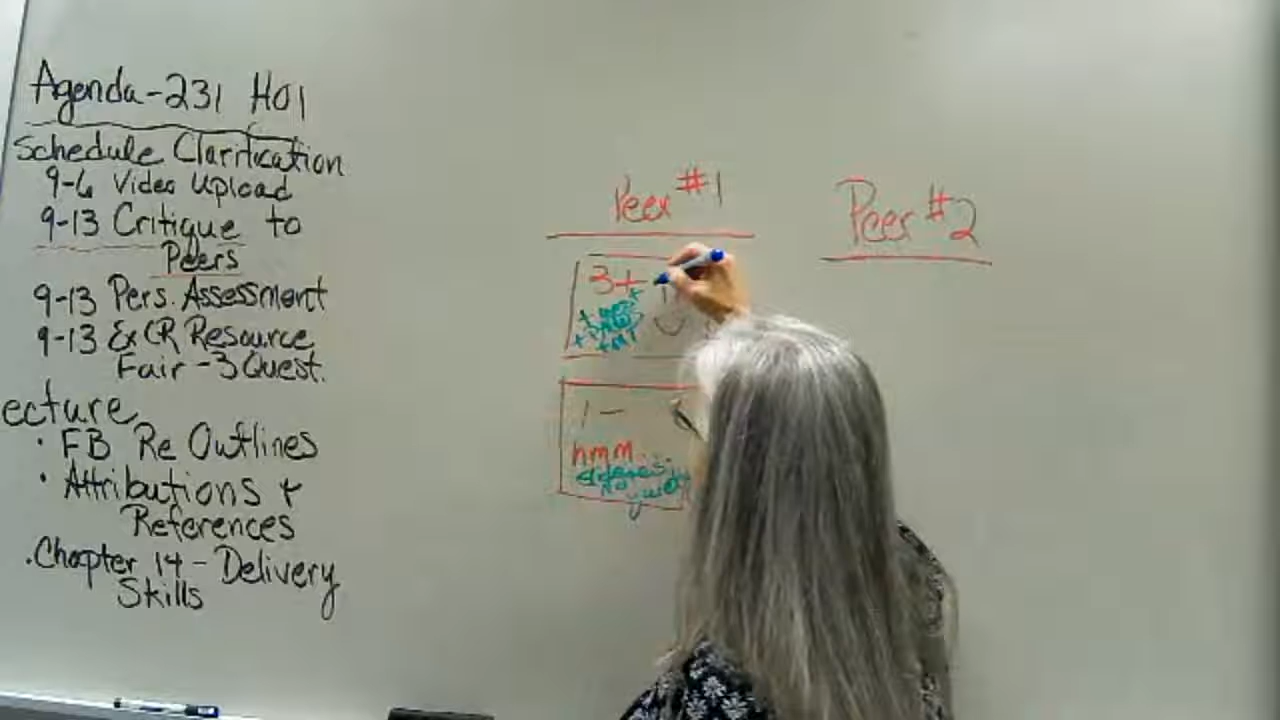 Agenda-231 H01
Schedule Clarification
9-6 Video Upload
9-13 Critique to
Peers
9-13 Pers. Assessment
9-13 ExCR Resource
Fair -3 Quest.
ecture
• FB Re Outlines
• Attributions +
References
• Chapter 14 - Delivery
Skills
Peer #1
3+
1 -
hmm
Peer #2